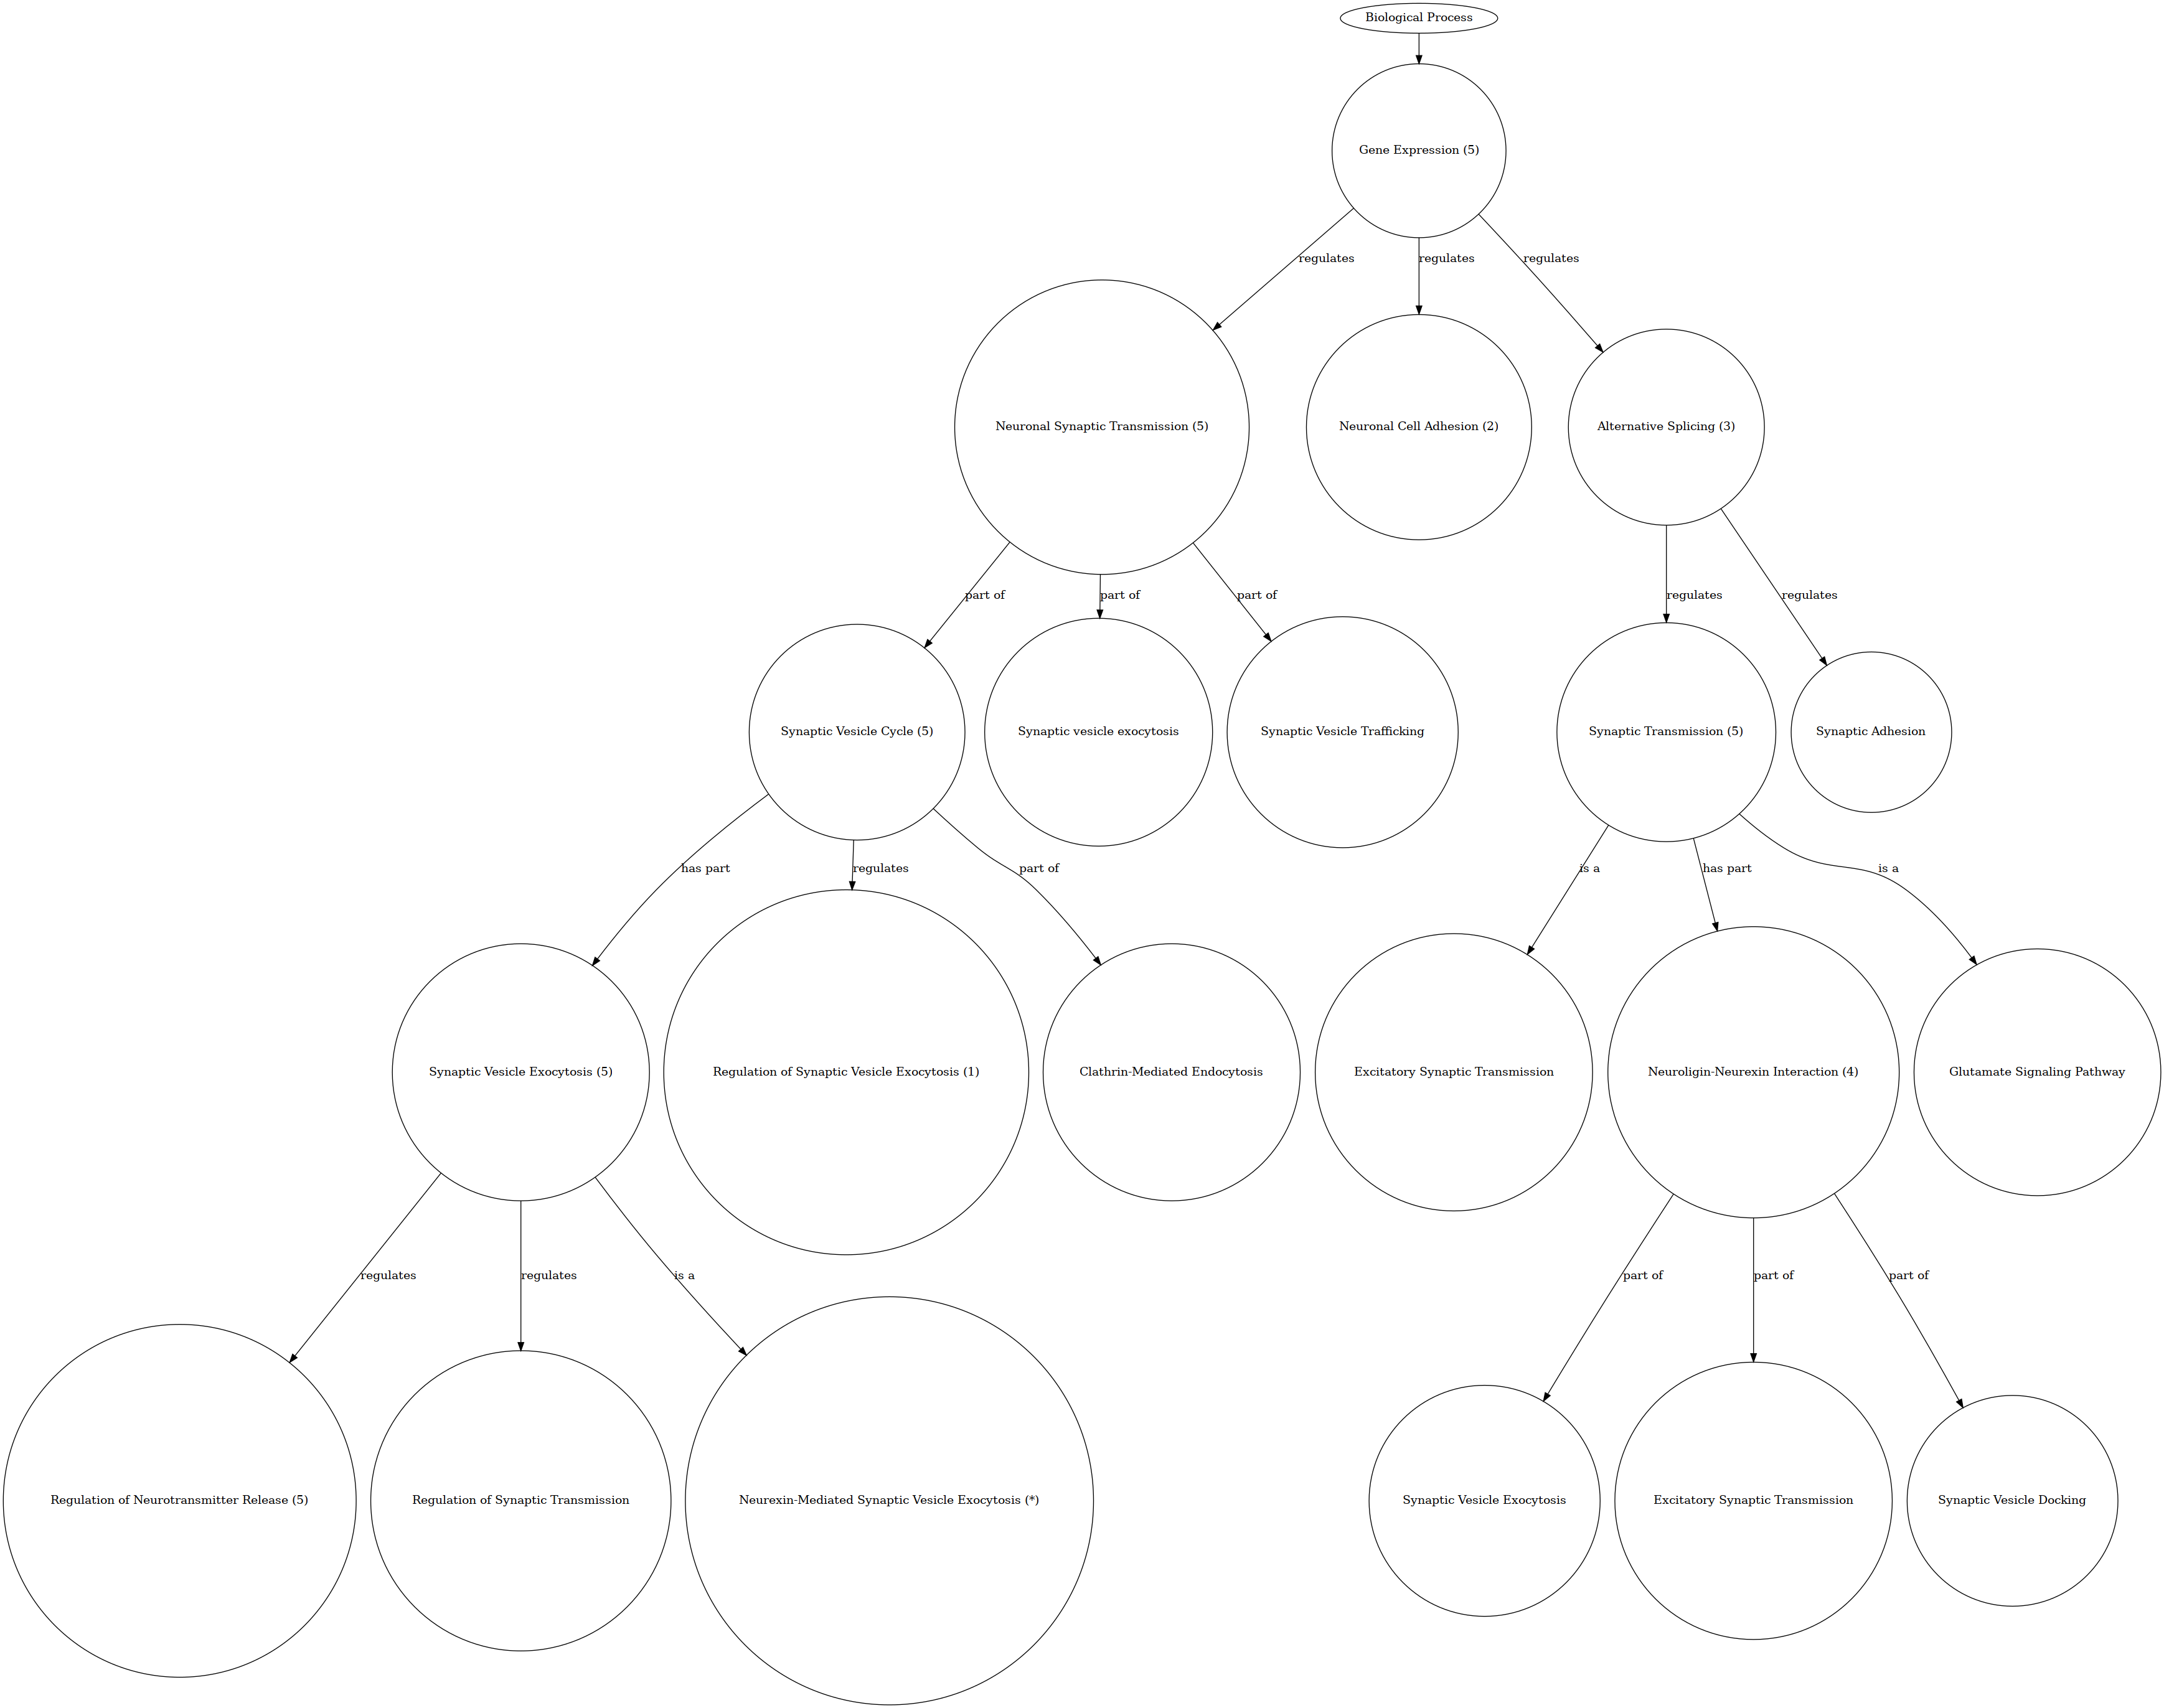 Biological Process
Gene Expression (5)
regulates
regulates
regulates
Neuronal Synaptic Transmission (5)
Neuronal Cell Adhesion (2)
Alternative Splicing (3)
part of
part of
part of
regulates
regulates
Synaptic Vesicle Cycle (5)
Synaptic vesicle exocytosis
Synaptic Vesicle Trafficking
Synaptic Transmission (5)
Synaptic Adhesion
has part
regulates
part of
is a
has part
is a
Synaptic Vesicle Exocytosis (5)
Regulation of Synaptic Vesicle Exocytosis (1)
Clathrin-Mediated Endocytosis
Excitatory Synaptic Transmission
Neuroligin-Neurexin Interaction (4)
Glutamate Signaling Pathway
regulates
regulates
is a
part of
part of
part of
Regulation of Neurotransmitter Release (5)
Regulation of Synaptic Transmission
Neurexin-Mediated Synaptic Vesicle Exocytosis (*)
Synaptic Vesicle Exocytosis
Excitatory Synaptic Transmission
Synaptic Vesicle Docking